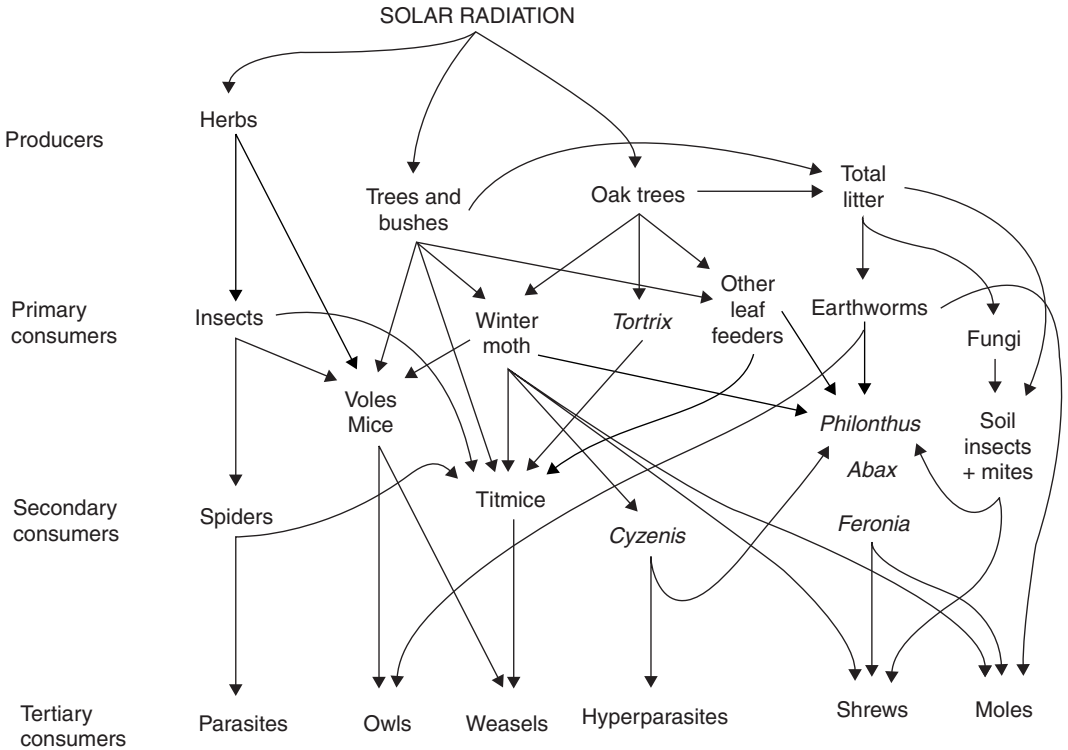 SOLAR RADIATION
Herbs
Producers
Trees and
bushes
Oak trees
Total
litter
Primary
consumers
Insects
Winter
moth
Tortrix
Other
leaf
feeders
Earthworms
Fungi
Voles
Mice
Philonthus
Abax
Feronia
Soil
insects
+ mites
Secondary
consumers
Spiders
Titmice
Cyzenis
Tertiary
consumers
Parasites
Owls
Weasels
Hyperparasites
Shrews
Moles